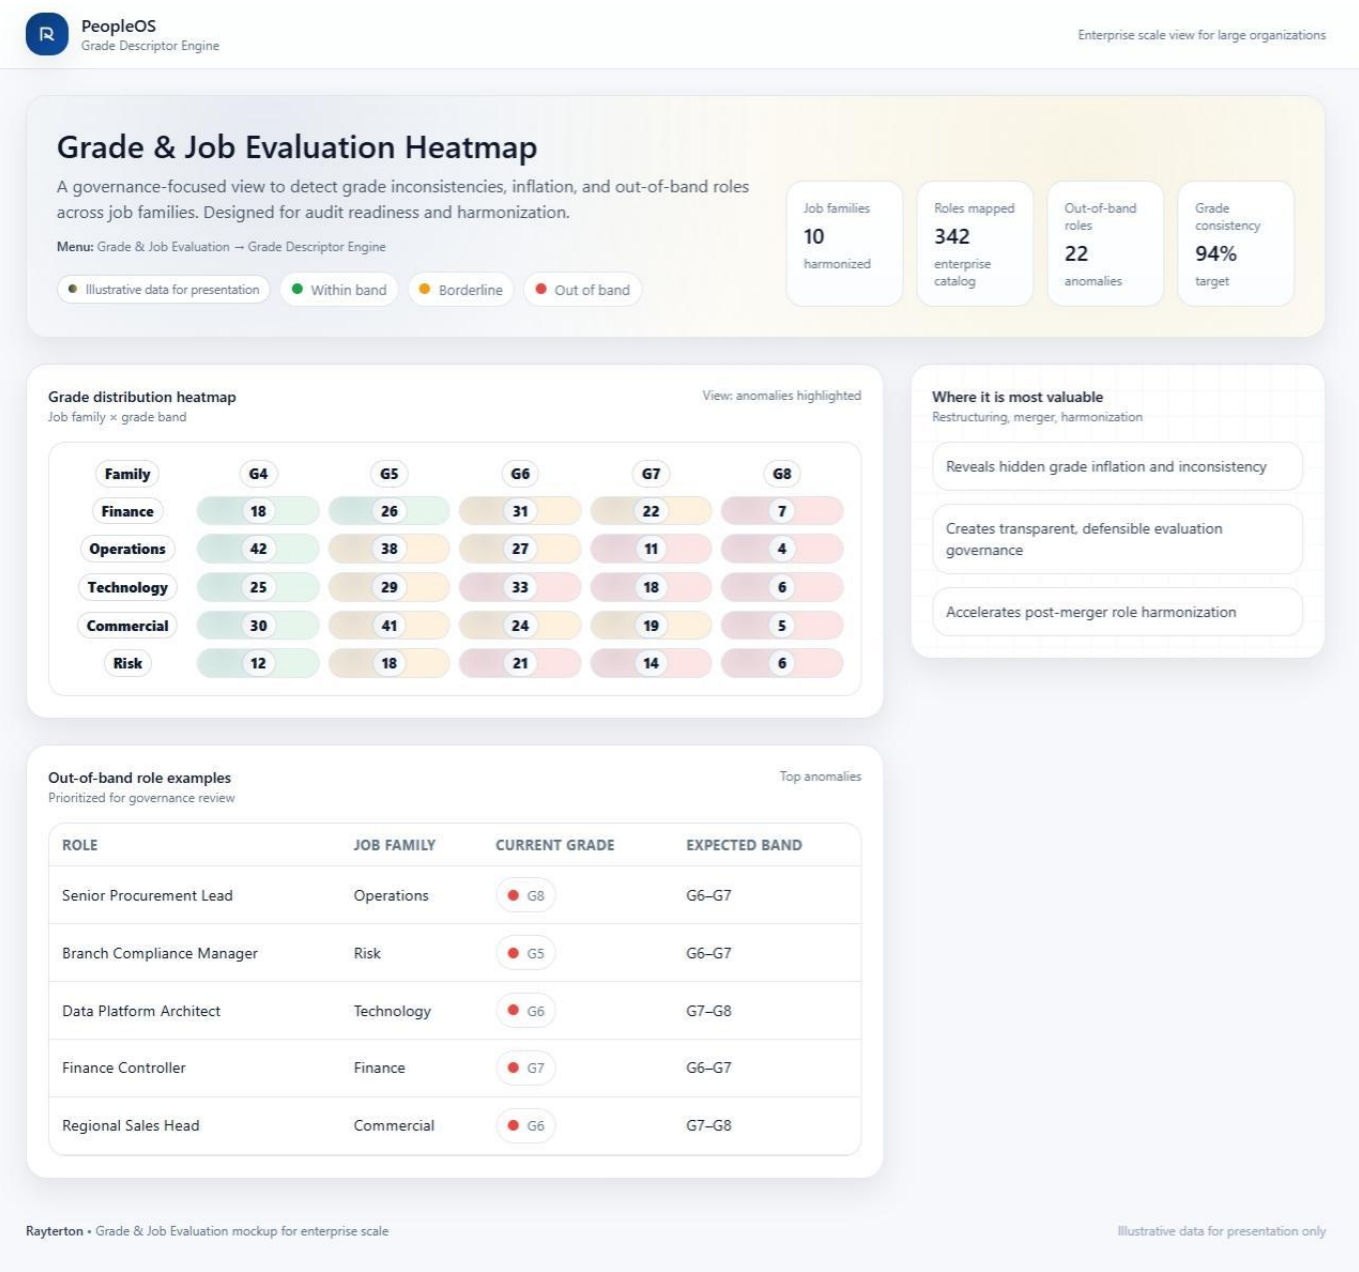 PeopleOS
Grade Descriptor Engine
Enterprise scale view for large organizations
Grade & Job Evaluation Heatmap
A governance-focused view to detect grade inconsistencies, inflation, and out-of-band roles
across job families. Designed for audit readiness and harmonization.
Menu: Grade & Job Evaluation → Grade Descriptor Engine
Illustrative data for presentation
Within band
Borderline
Out of band
Job families
10
harmonized
Roles mapped
342
enterprise
catalog
Out-of-band
roles
22
anomalies
Grade
consistency
94%
target
Grade distribution heatmap
Job family × grade band
View: anomalies highlighted
Family G4 G5 G6 G7 G8
Finance 18 26 31 22 7
Operations 42 38 27 11 4
Technology 25 29 33 18 6
Commercial 30 41 24 19 5
Risk 12 18 21 14 6
Where it is most valuable
Restructuring, merger, harmonization
Reveals hidden grade inflation and inconsistency
Creates transparent, defensible evaluation
governance
Accelerates post-merger role harmonization
Out-of-band role examples
Prioritized for governance review
Top anomalies
ROLE JOB FAMILY CURRENT GRADE EXPECTED BAND
Senior Procurement Lead Operations G8 G6–G7
Branch Compliance Manager Risk G5 G6–G7
Data Platform Architect Technology G6 G7–G8
Finance Controller Finance G7 G6–G7
Regional Sales Head Commercial G6 G7–G8
Rayterton • Grade & Job Evaluation mockup for enterprise scale
Illustrative data for presentation only